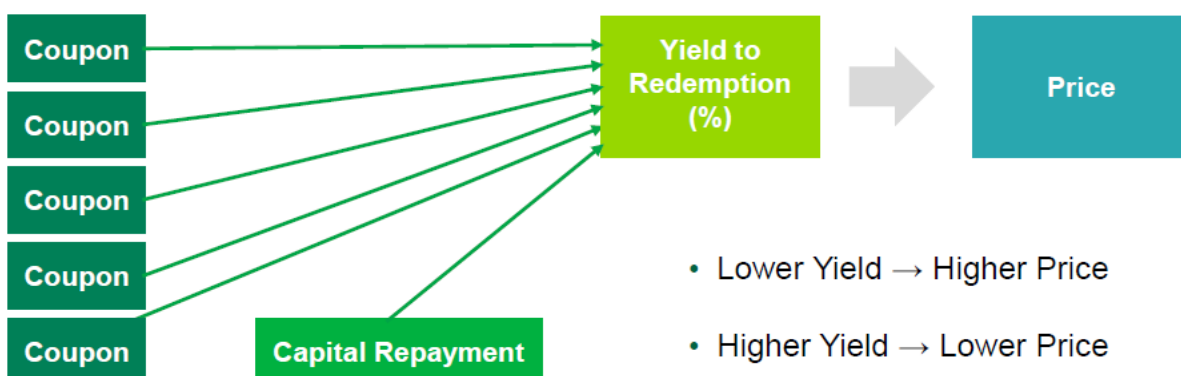 Coupon
Coupon
Coupon
Coupon
Coupon
Capital Repayment
Yield to
Redemption
(%)
Price
• Lower Yield → Higher Price
• Higher Yield → Lower Price